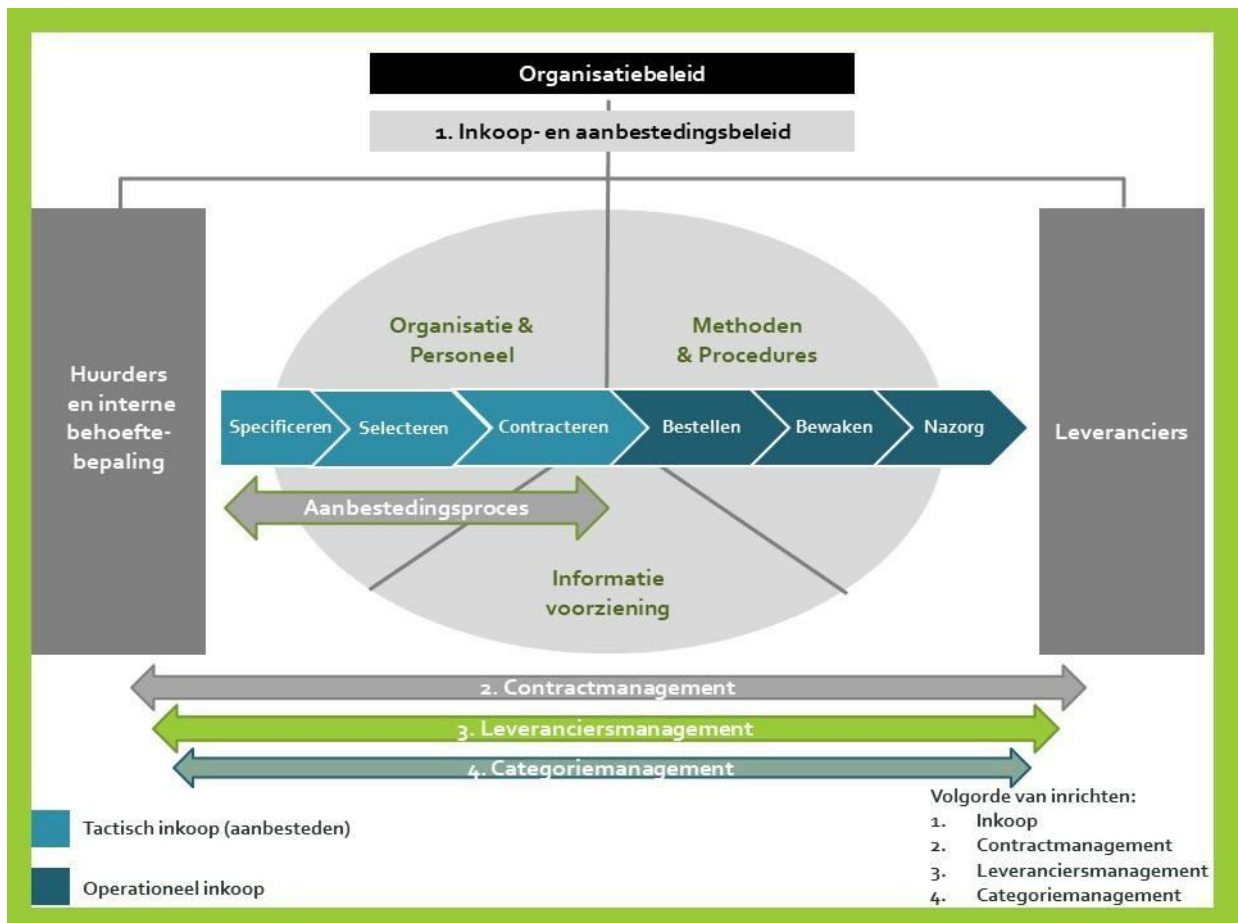 Organisatiebeleid
1. Inkoop- en aanbestedingsbeleid
Huurders
en interne
behoefte-
bepaling
Organisatie &
Personeel
Methoden
& Procedures
Specificeren
Selecteren
Contracteren
Bestellen
Bewaken
Nazorg
Leveranciers
Aanbestedingsproces
Informatie
voorziening
2. Contractmanagement
3. Leveranciersmanagement
4. Categoriemanagement
Tactisch inkoop (aanbesteden)
Operationeel inkoop
Volgorde van inrichten:
1. Inkoop
2. Contractmanagement
3. Leveranciersmanagement
4. Categoriemanagement